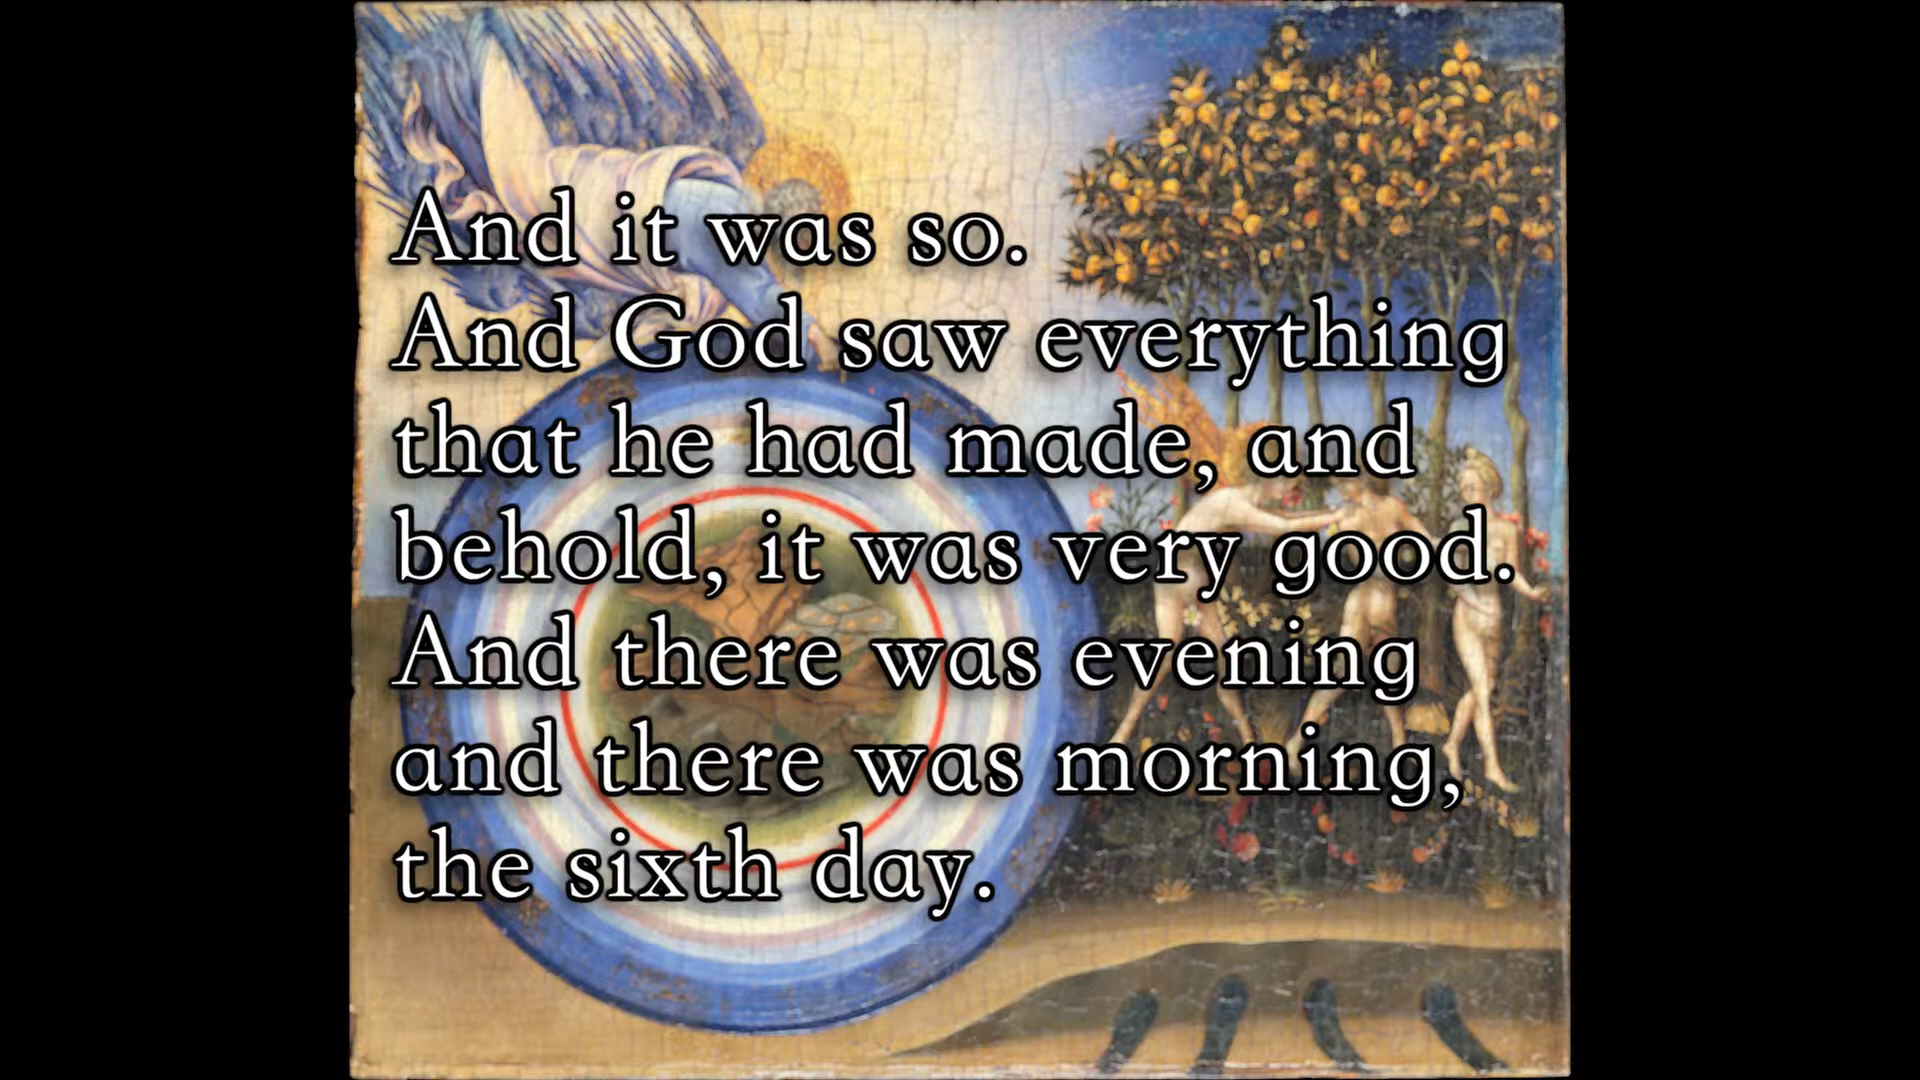 And it was so.
And God saw everything
that he had made, and
behold, it was very good.
And there was evening
and there was morning,
the sixth day.